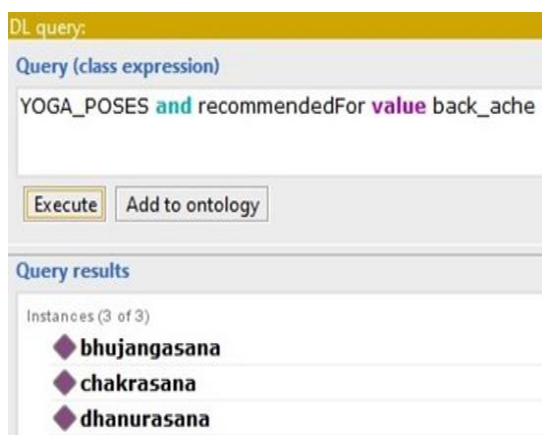 DL query:
Query (class expression)
YOGA_POSES and recommendedFor value back_ache
Execute Add to ontology
Query results
Instances (3 of 3)
bhujangasana
chakrasana
dhanurasana